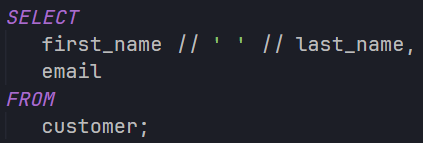 SELECT
first_name // ' ' // last_name,
email
FROM
customer;